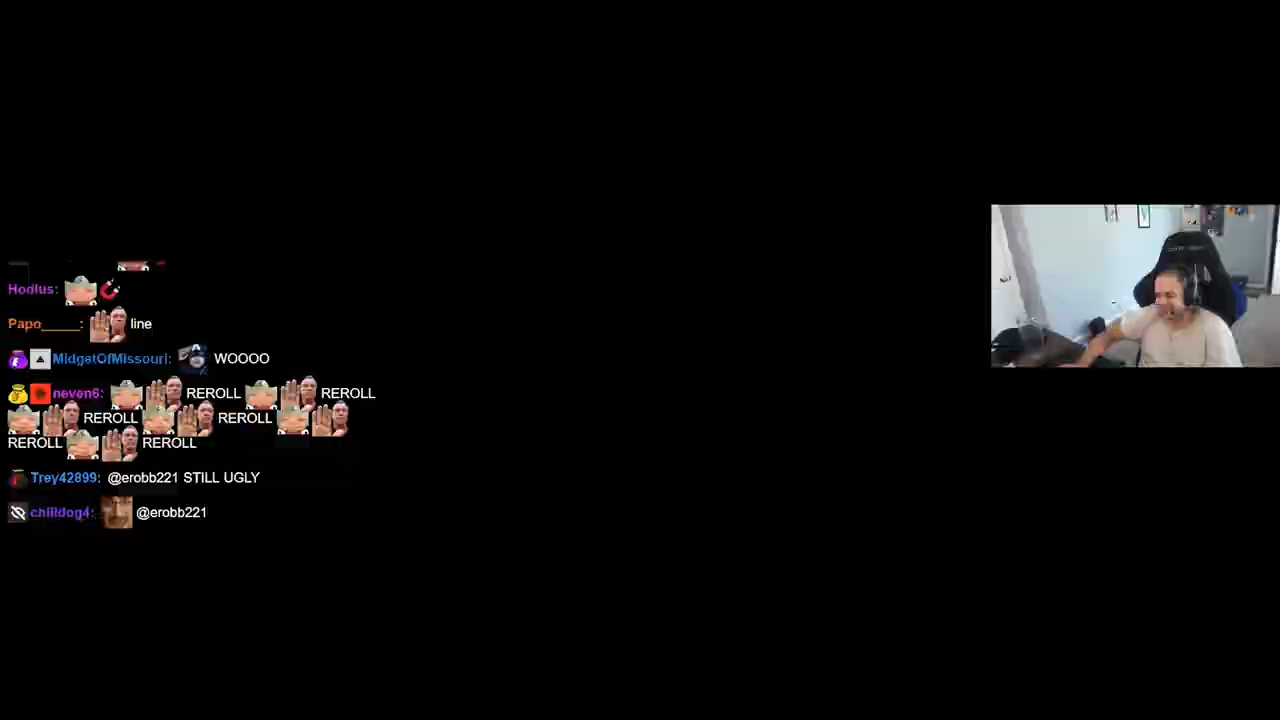 Hodlus:
Papo_____: line
MidgetOfMissouri: WOOOO
neven6: REROLL REROLL
REROLL REROLL
REROLL REROLL
Trey42899: @erobb221 STILL UGLY
chilldog4: @erobb221